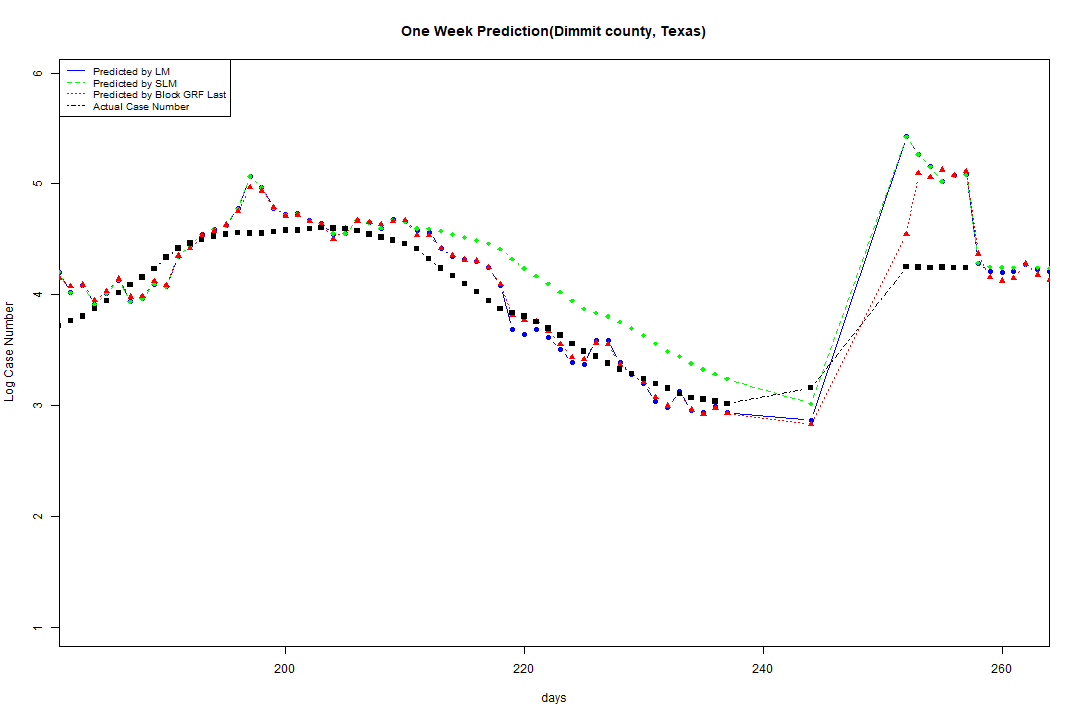 One Week Prediction(Dimmit county, Texas)
Predicted by LM
Predicted by SLM
Predicted by Block GRF Last
Actual Case Number
6
5
4
3
2
1
Log Case Number
200 220 240 260
days